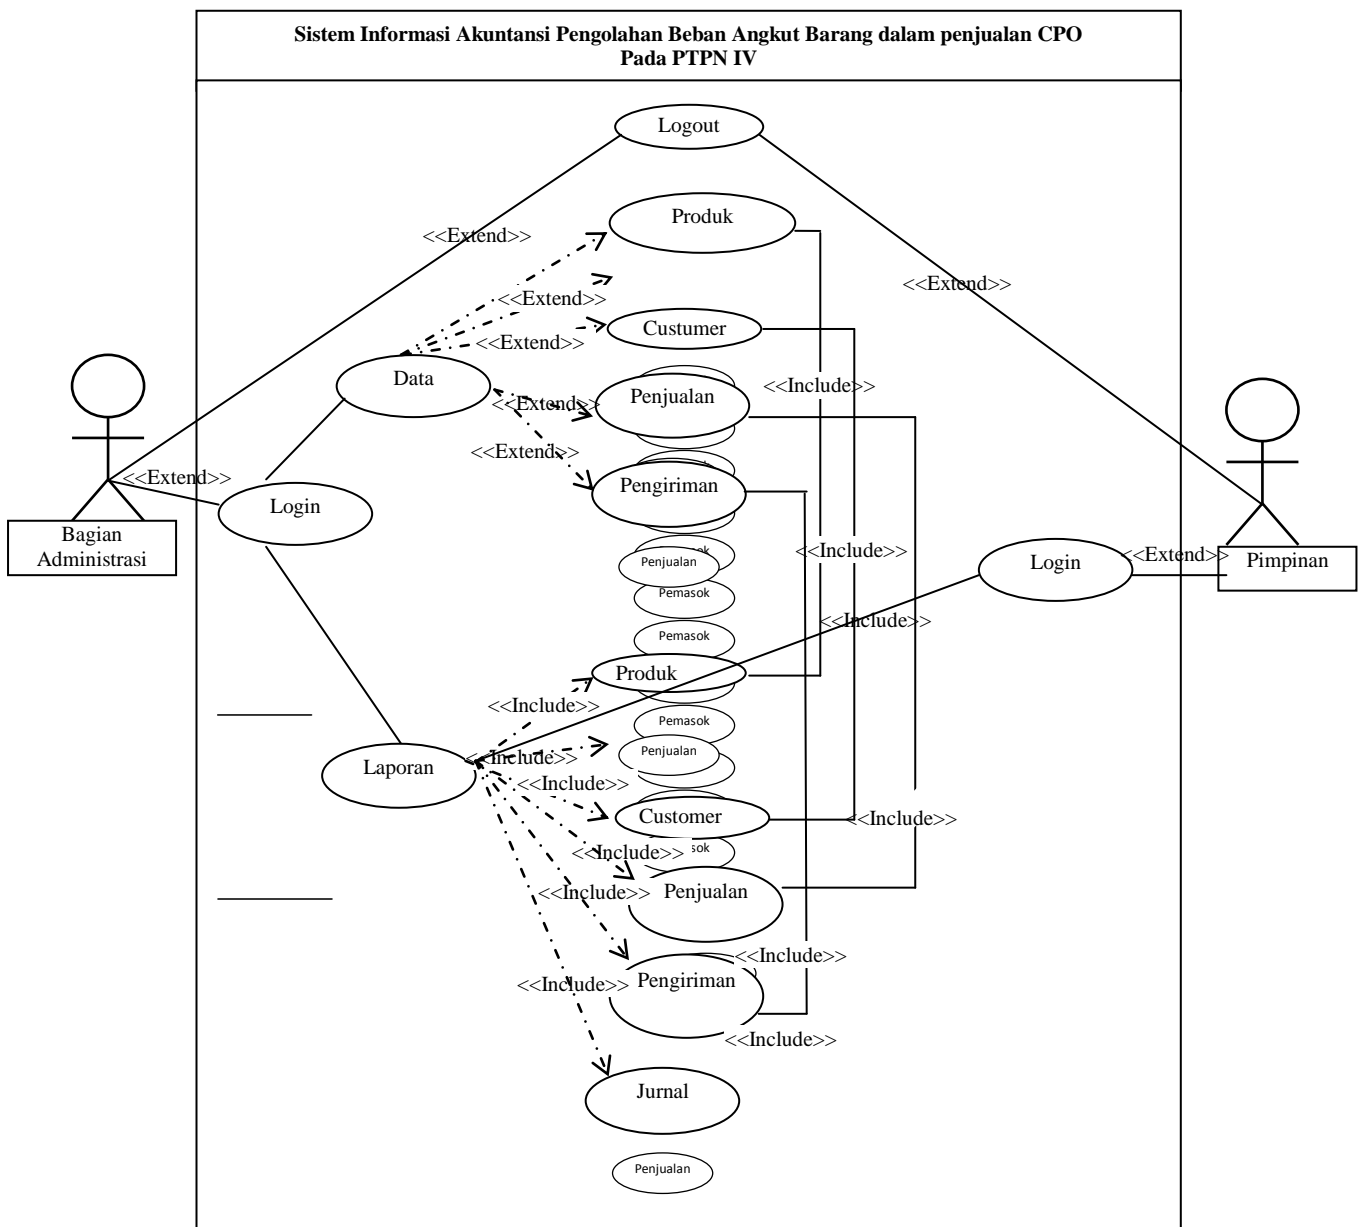 Sistem Informasi Akuntansi Pengolahan Beban Angkut Barang dalam penjualan CPO
Pada PTPN IV
Logout
Produk
<<Extend>>
<<Extend>>
<<Extend>>
Custumer
<<Extend>>
Data
<<Include>>
Penjualan
<<Extend>>
<<Extend>>
<<Extend>>
Pengiriman
Login
Bagian
Administrasi
<<Include>>
Penjualan
Login
<<Extend>>
Pimpinan
Pemasok
<<Include>>
Pemasok
Produk
<<Include>>
Pemasok
Penjualan
<<Include>>
Laporan
<<Include>>
Customer
<<Include>>
<<Include>>
<<Include>>
Penjualan
<<Include>>
Pengiriman
<<Include>>
<<Include>>
Jurnal
Penjualan